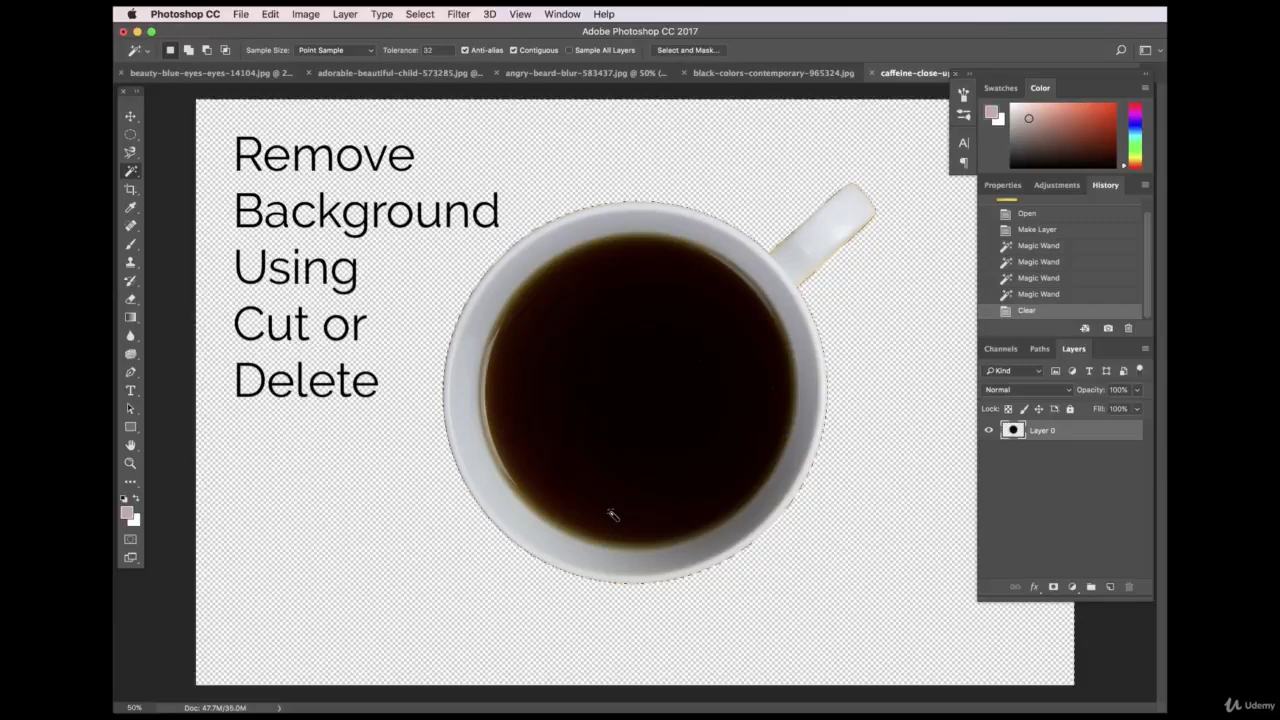 Photoshop CC File Edit Image Layer Type Select Filter 3D View Window Help
Adobe Photoshop CC 2017
Sample Size: Point Sample Tolerance: 32 Anti-alias Contiguous Sample All Layers Select and Mask...
beauty-blue-eyes-eyes-14104.jpg @ 2... adorable-beautiful-child-573285.jpg @... angry-beard-blur-583437.jpg @ 50% (... black-colors-contemporary-965324.jpg caffeine-close-up
Swatches Color
Properties Adjustments History
Open
Make Layer
Magic Wand
Magic Wand
Magic Wand
Magic Wand
Clear
Channels Paths Layers
Kind
Normal Opacity: 100%
Lock: Fill: 100%
Layer 0
Remove
Background
Using
Cut or
Delete
50% Doc: 47.7M/35.0M
Udemy